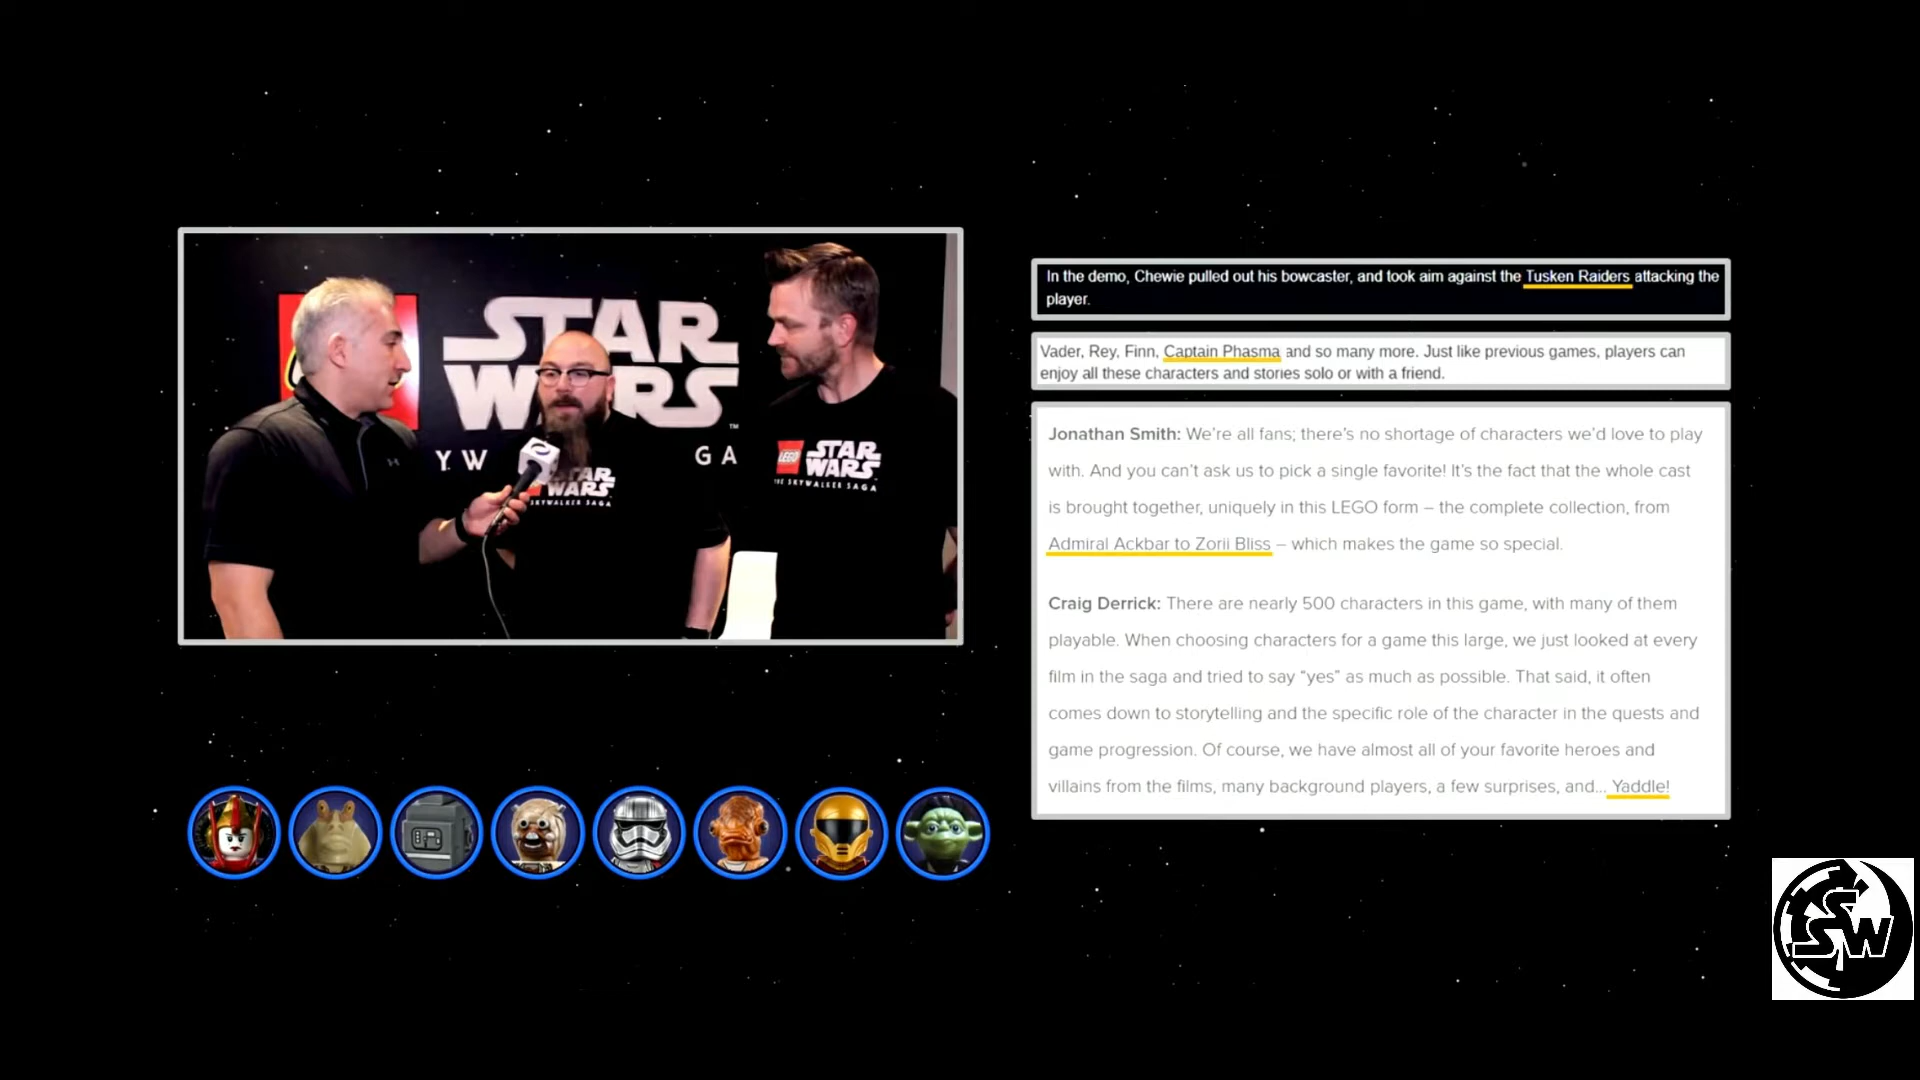 STAR
WARS
™
Y W
G A
WARS
SKYWALKER SAGA
LEGO
STAR
WARS
THE SKYWALKER SAGA
In the demo, Chewie pulled out his bowcaster, and took aim against the Tusken Raiders attacking the
player.
Vader, Rey, Finn, Captain Phasma and so many more. Just like previous games, players can
enjoy all these characters and stories solo or with a friend.
Jonathan Smith: We’re all fans; there’s no shortage of characters we’d love to play
with. And you can’t ask us to pick a single favorite! It’s the fact that the whole cast
is brought together, uniquely in this LEGO form – the complete collection, from
Admiral Ackbar to Zorii Bliss – which makes the game so special.
Craig Derrick: There are nearly 500 characters in this game, with many of them
playable. When choosing characters for a game this large, we just looked at every
film in the saga and tried to say “yes” as much as possible. That said, it often
comes down to storytelling and the specific role of the character in the quests and
game progression. Of course, we have almost all of your favorite heroes and
villains from the films, many background players, a few surprises, and... Yaddle!
SSW